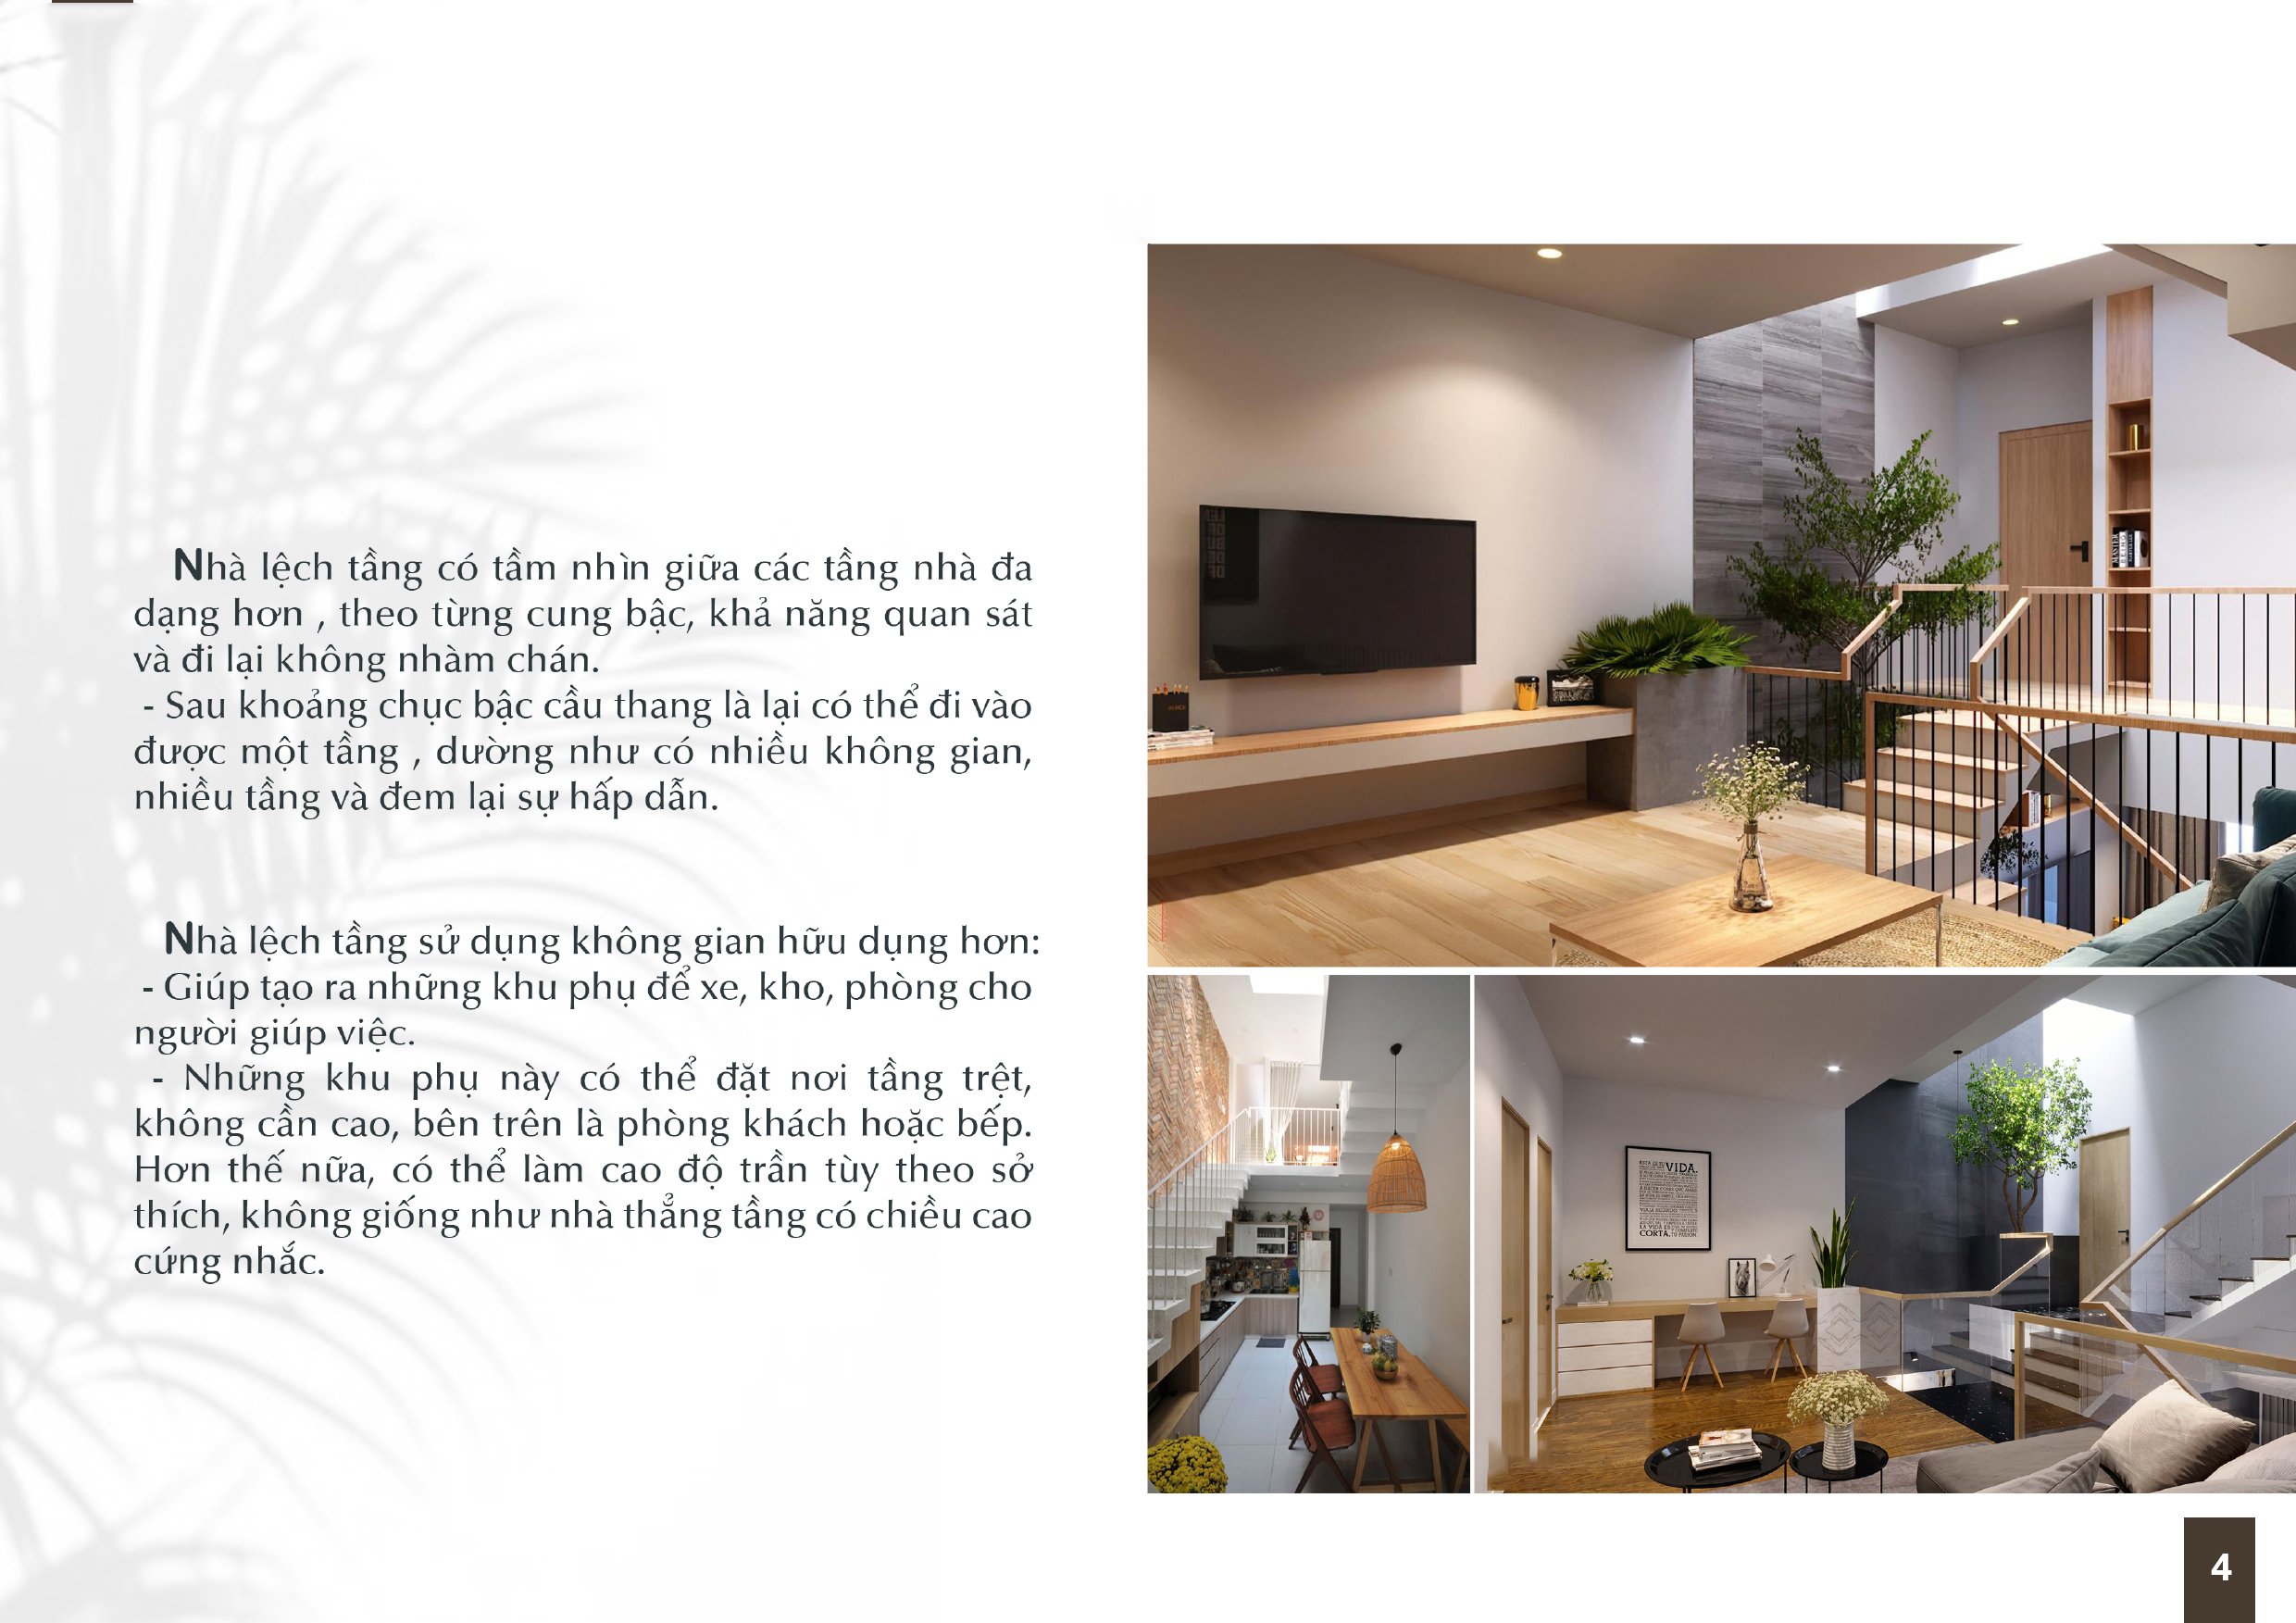 Nhà lệch tầng có tầm nhìn giữa các tầng nhà đa
dạng hơn , theo từng cung bậc, khả năng quan sát
và đi lại không nhàm chán.
- Sau khoảng chục bậc cầu thang là lại có thể đi vào
được một tầng , dường như có nhiều không gian,
nhiều tầng và đem lại sự hấp dẫn.
Nhà lệch tầng sử dụng không gian hữu dụng hơn:
- Giúp tạo ra những khu phụ để xe, kho, phòng cho
người giúp việc.
- Những khu phụ này có thể đặt nơi tầng trệt,
không cần cao, bên trên là phòng khách hoặc bếp.
Hơn thế nữa, có thể làm cao độ trần tùy theo sở
thích, không giống như nhà thẳng tầng có chiều cao
cứng nhắc.
VIDA.
CORTA.
4